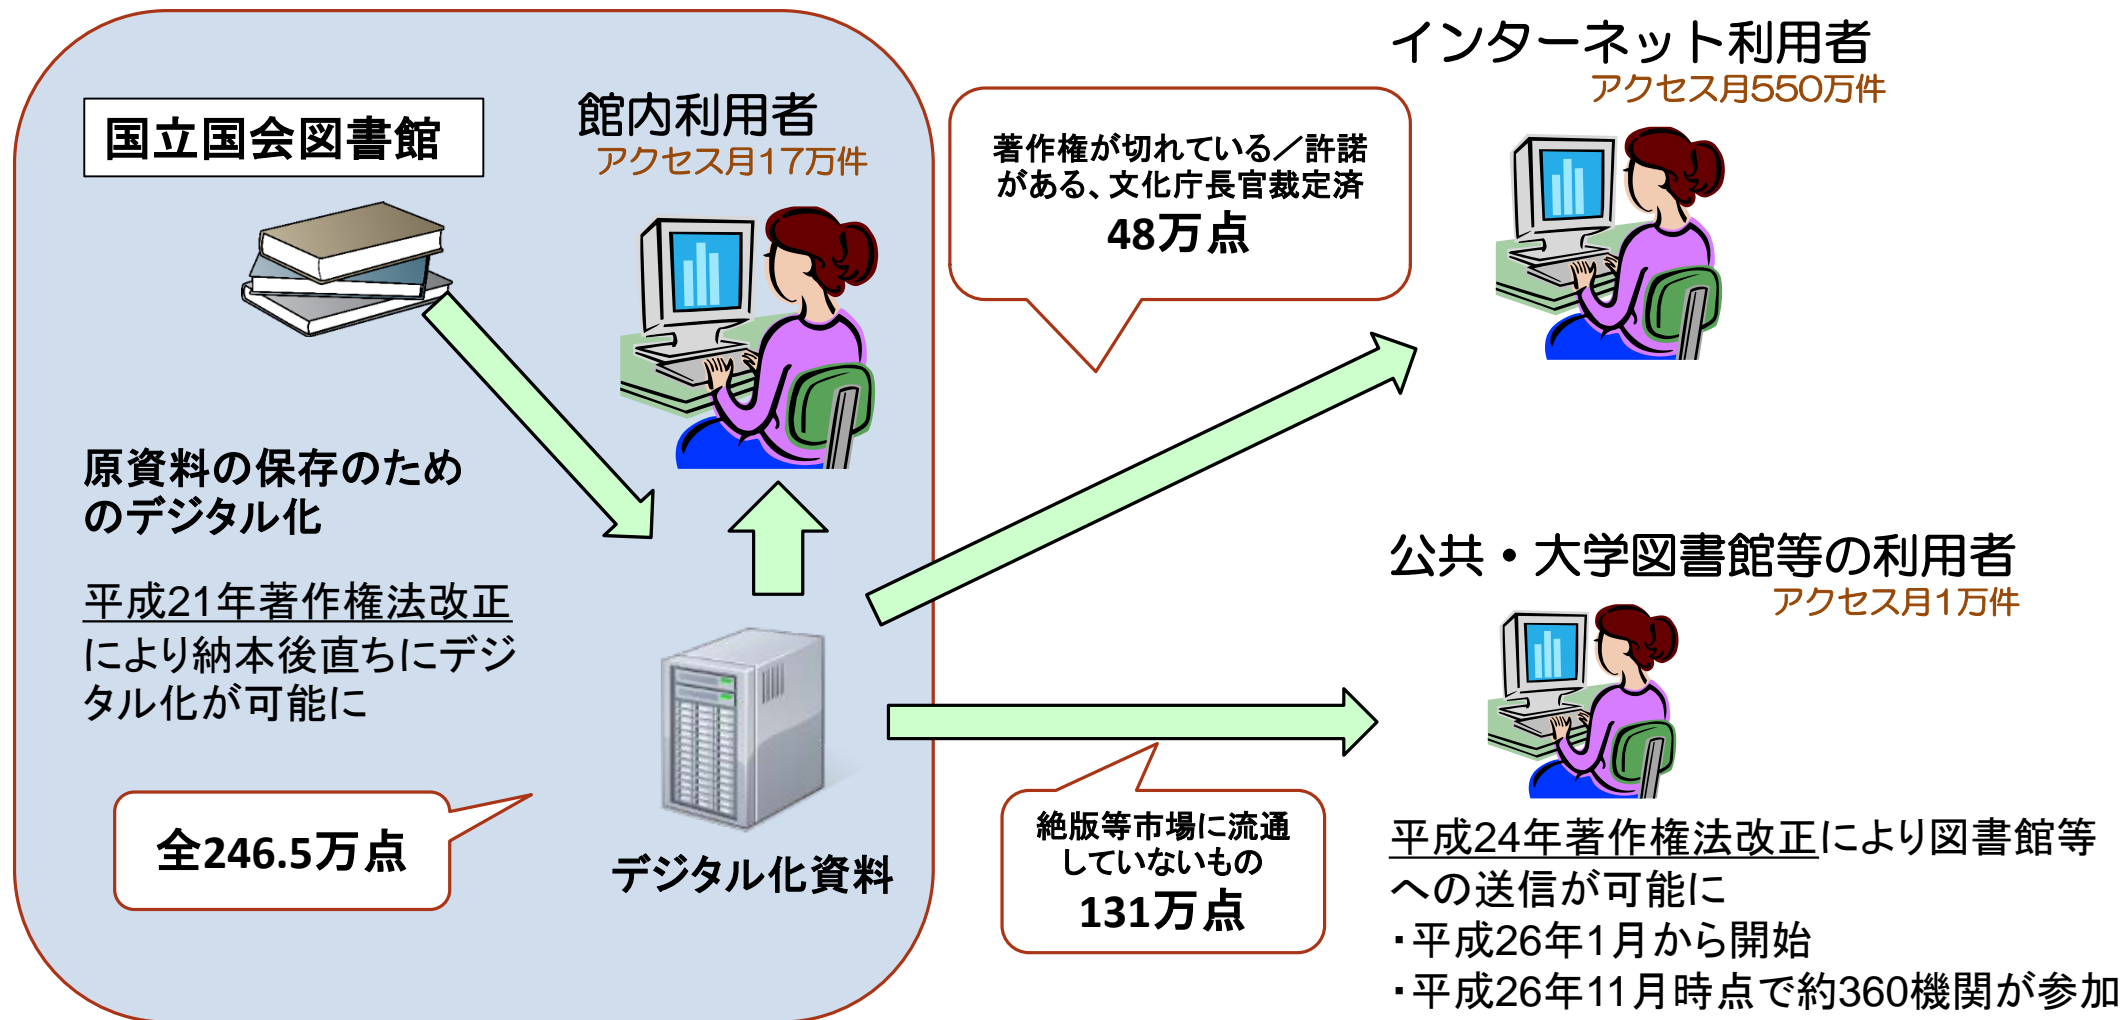 国立国会図書館
館内利用者
アクセス月17万件
原資料の保存のため
のデジタル化
平成21年著作権法改正
により納本後直ちにデジ
タル化が可能に
全246.5万点
デジタル化資料
著作権が切れている／許諾
がある、文化庁長官裁定済
48万点
インターネット利用者
アクセス月550万件
絶版等市場に流通
していないもの
131万点
公共・大学図書館等の利用者
アクセス月1万件
平成24年著作権法改正により図書館等
への送信が可能に
・平成26年1月から開始
・平成26年11月時点で約360機関が参加